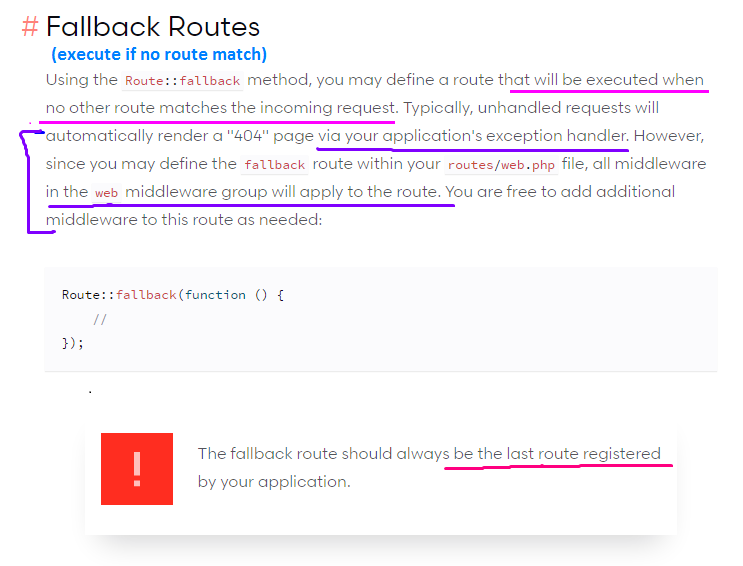 # Fallback Routes
(execute if no route match)
Using the Route::fallback method, you may define a route that will be executed when
no other route matches the incoming request. Typically, unhandled requests will
automatically render a "404" page via your application's exception handler. However,
since you may define the fallback route within your routes/web.php file, all middleware
in the web middleware group will apply to the route. You are free to add additional
middleware to this route as needed:
Route::fallback(function () {
//
});
.
!
The fallback route should always be the last route registered
by your application.